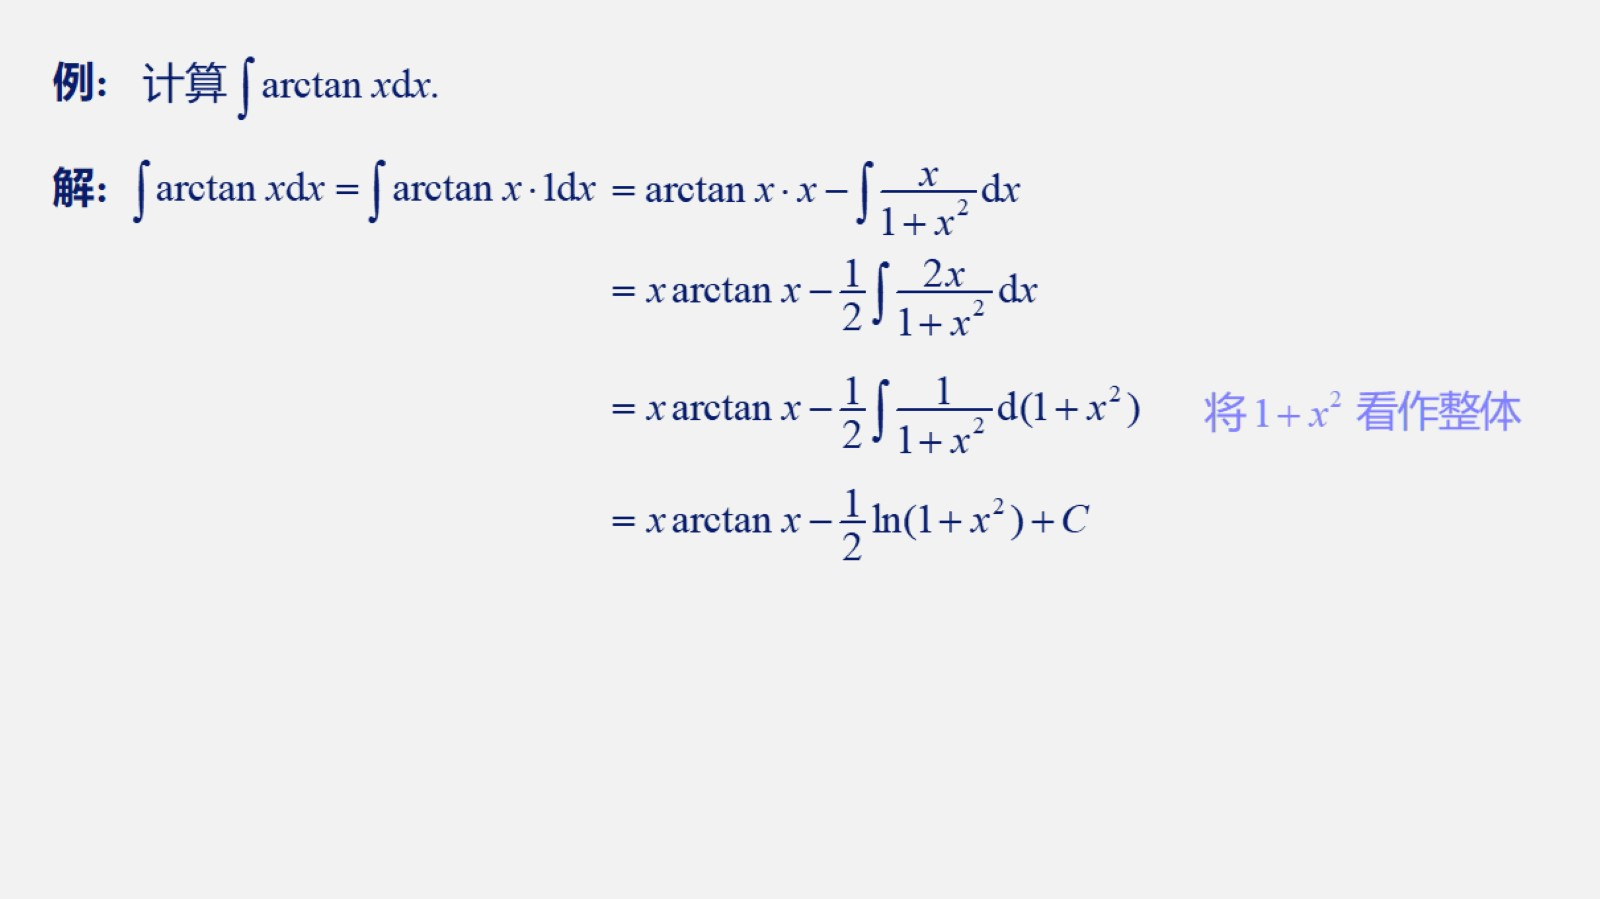 例: 计算 ∫ arctan xdx.
解: ∫ arctan xdx = ∫ arctan x · 1dx = arctan x · x − ∫ x/(1 + x²) dx
= x arctan x − 1/2 ∫ 2x/(1 + x²) dx
= x arctan x − 1/2 ∫ 1/(1 + x²) d(1 + x²) 将 1 + x² 看作整体
= x arctan x − 1/2 ln(1 + x²) + C